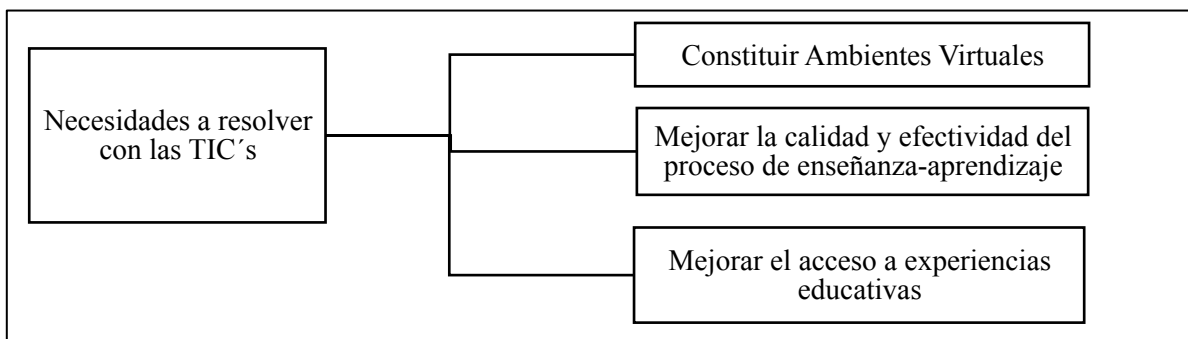 Necesidades a resolver
con las TIC´s
Constituir Ambientes Virtuales
Mejorar la calidad y efectividad del
proceso de enseñanza-aprendizaje
Mejorar el acceso a experiencias
educativas